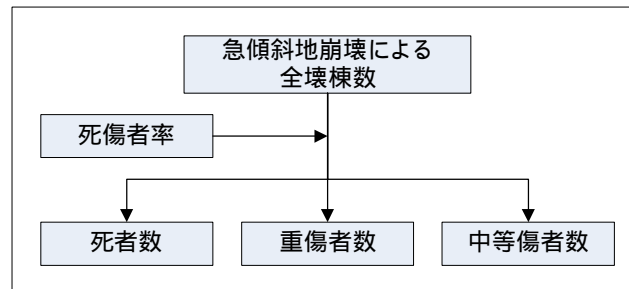 急傾斜地崩壊による
全壊棟数
死傷者率
死者数
重傷者数
中等傷者数